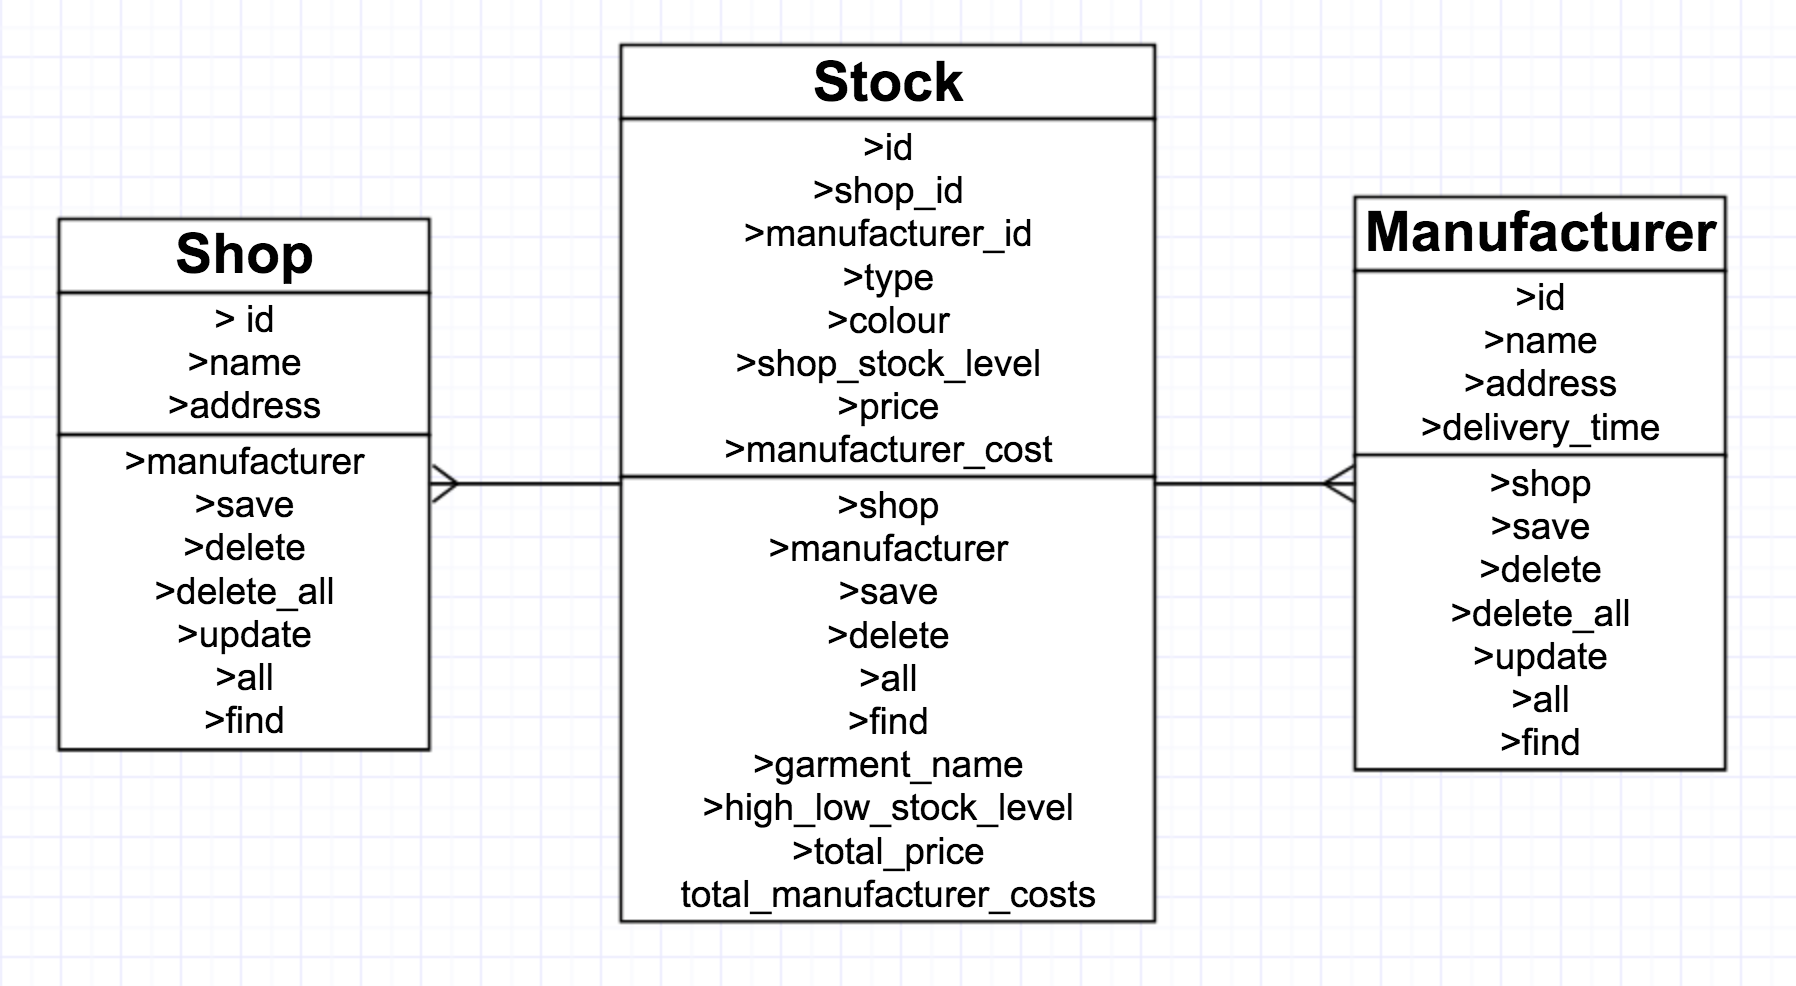 Shop
> id
>name
>address
>manufacturer
>save
>delete
>delete_all
>update
>all
>find
Stock
>id
>shop_id
>manufacturer_id
>type
>colour
>shop_stock_level
>price
>manufacturer_cost
>shop
>manufacturer
>save
>delete
>all
>find
>garment_name
>high_low_stock_level
>total_price
total_manufacturer_costs
Manufacturer
>id
>name
>address
>delivery_time
>shop
>save
>delete
>delete_all
>update
>all
>find